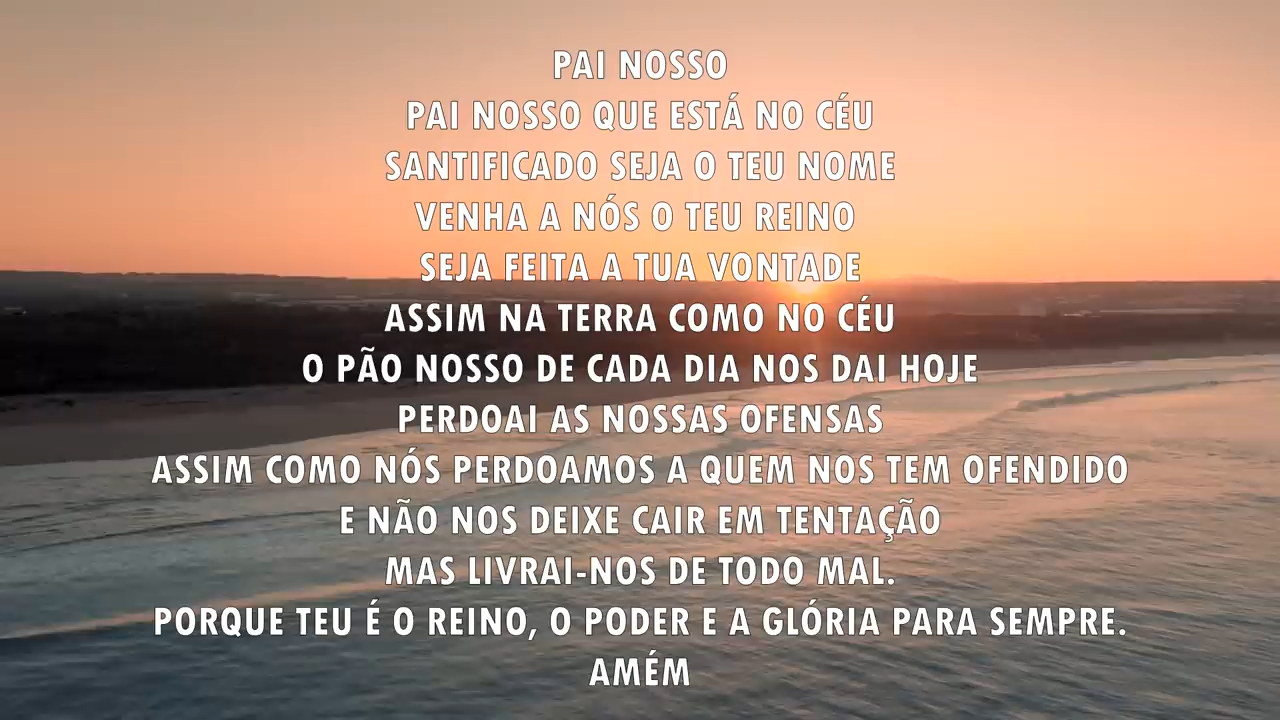 PAI NOSSO
PAI NOSSO QUE ESTÁ NO CÉU
SANTIFICADO SEJA O TEU NOME
VENHA A NÓS O TEU REINO
SEJA FEITA A TUA VONTADE
ASSIM NA TERRA COMO NO CÉU
O PÃO NOSSO DE CADA DIA NOS DAI HOJE
PERDOAI AS NOSSAS OFENSAS
ASSIM COMO NÓS PERDOAMOS A QUEM NOS TEM OFENDIDO
E NÃO NOS DEIXE CAIR EM TENTAÇÃO
MAS LIVRAI-NOS DE TODO MAL.
PORQUE TEU É O REINO, O PODER E A GLÓRIA PARA SEMPRE.
AMÉM